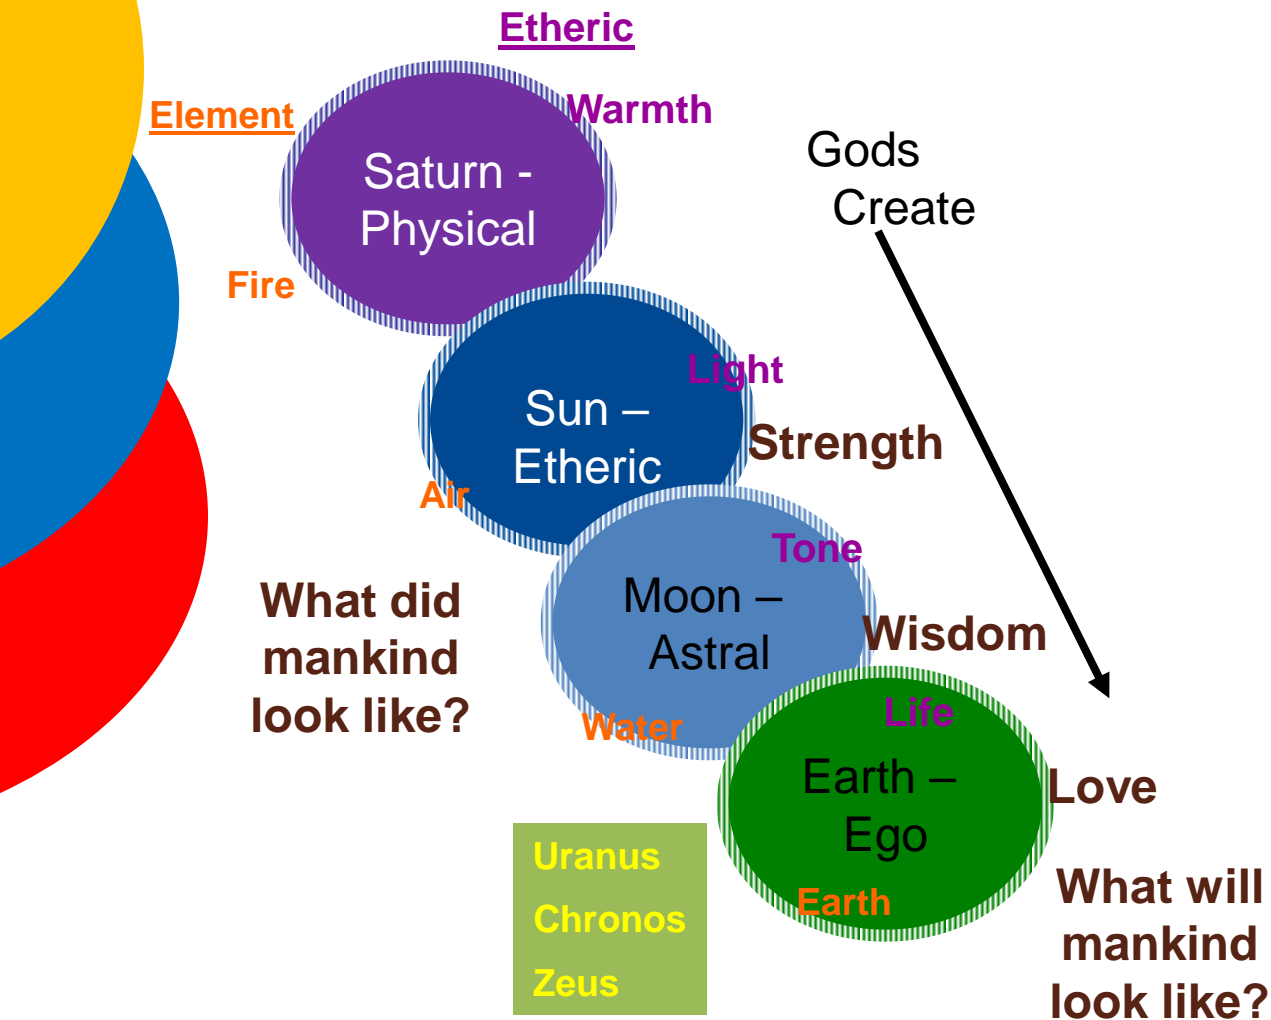 Etheric
Element
Warmth
Saturn -
Physical
Gods
Create
Fire
Light
Sun –
Etheric
Strength
Air
Tone
What did
mankind
look like?
Moon –
Astral
Wisdom
Water
Life
Earth –
Ego
Love
Earth
Uranus
Chronos
Zeus
What will
mankind
look like?